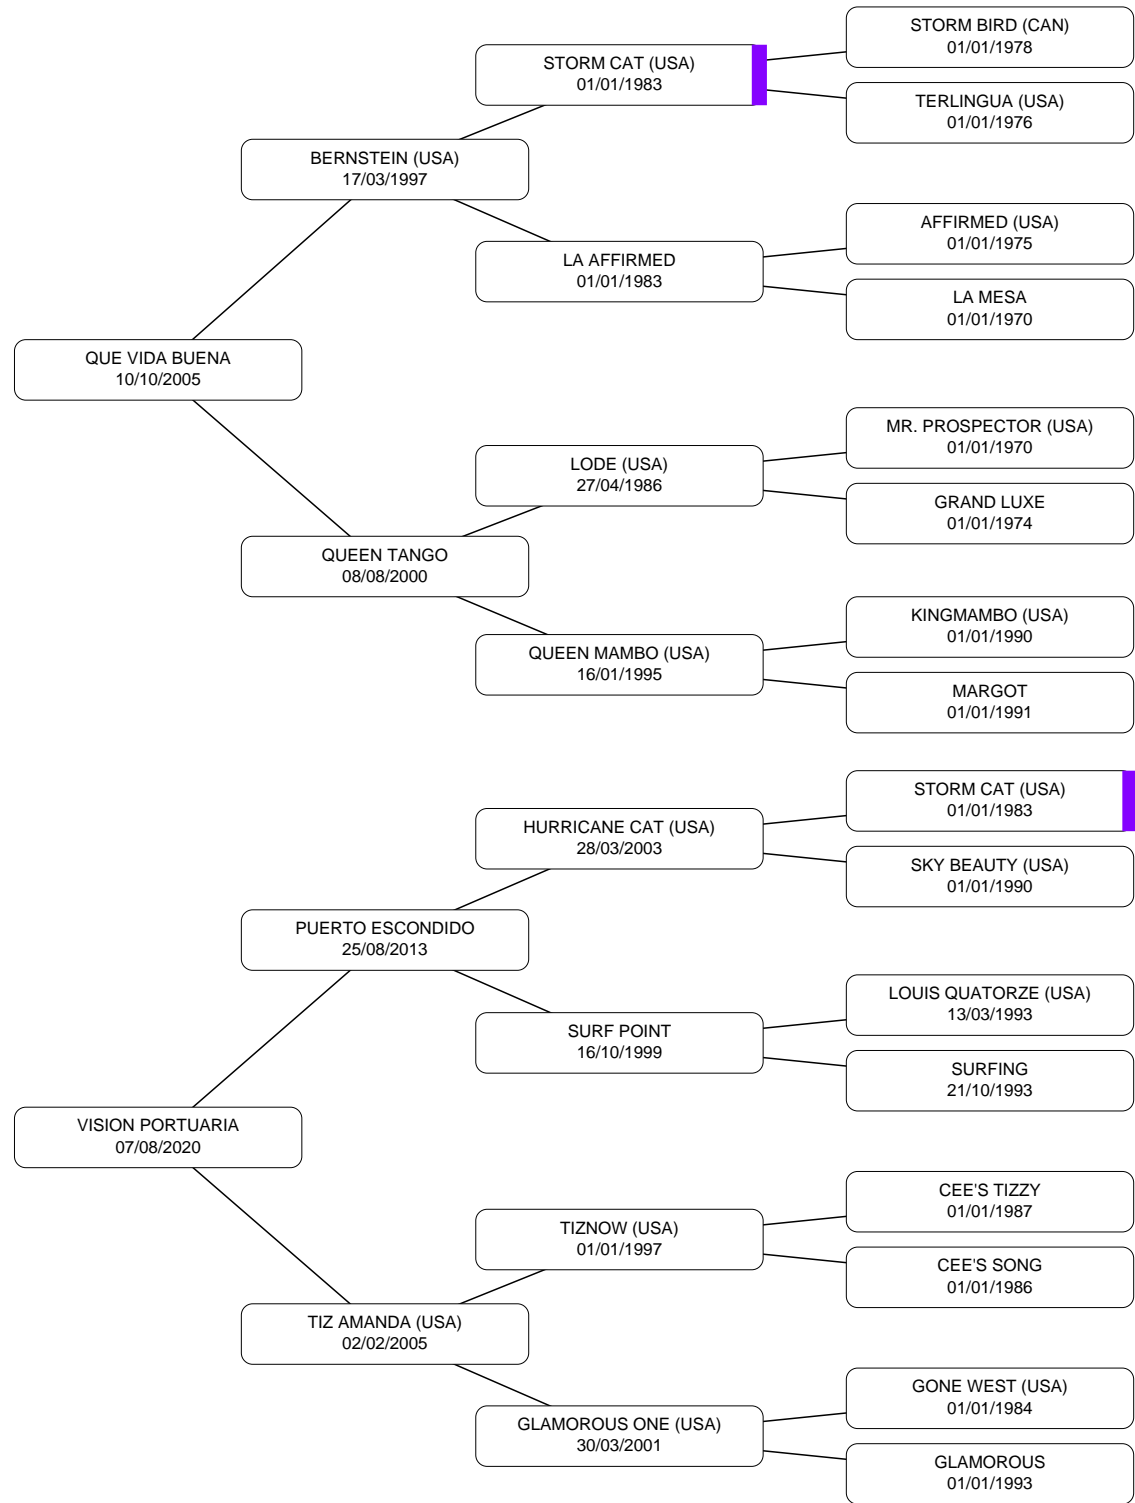 STORM BIRD (CAN)
01/01/1978
STORM CAT (USA)
01/01/1983
TERLINGUA (USA)
01/01/1976
BERNSTEIN (USA)
17/03/1997
AFFIRMED (USA)
01/01/1975
LA AFFIRMED
01/01/1983
LA MESA
01/01/1970
QUE VIDA BUENA
10/10/2005
MR. PROSPECTOR (USA)
01/01/1970
LODE (USA)
27/04/1986
GRAND LUXE
01/01/1974
QUEEN TANGO
08/08/2000
KINGMAMBO (USA)
01/01/1990
QUEEN MAMBO (USA)
16/01/1995
MARGOT
01/01/1991
STORM CAT (USA)
01/01/1983
HURRICANE CAT (USA)
28/03/2003
SKY BEAUTY (USA)
01/01/1990
PUERTO ESCONDIDO
25/08/2013
LOUIS QUATORZE (USA)
13/03/1993
SURF POINT
16/10/1999
SURFING
21/10/1993
VISION PORTUARIA
07/08/2020
CEE'S TIZZY
01/01/1987
TIZNOW (USA)
01/01/1997
CEE'S SONG
01/01/1986
TIZ AMANDA (USA)
02/02/2005
GONE WEST (USA)
01/01/1984
GLAMOROUS ONE (USA)
30/03/2001
GLAMOROUS
01/01/1993